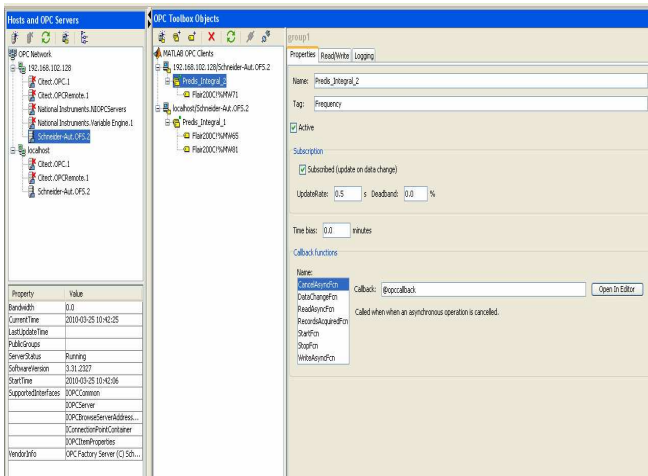 Hosts and OPC Servers
OPC Network
192.168.102.128
Citect.OPC.1
Citect.OPCRemote.1
National Instruments.NIOPCServers
National Instruments.Variable Engine.1
Schneider-Aut.OFS.2
localhost
Citect.OPC.1
Citect.OPCRemote.1
Schneider-Aut.OFS.2
Property Value
Bandwidth 0.0
CurrentTime 2010-03-25 10:42:25
LastUpdateTime
PublicGroups
ServerStatus Running
SoftwareVersion 3.31.2327
StartTime 2010-03-25 10:42:06
SupportedInterfaces IOPCCommon
IOPCServer
IOPCBrowseServerAddress...
IConnectionPointContainer
IOPCItemProperties
VendorInfo OPC Factory Server (C) Sch...
OPC Toolbox Objects
MATLAB OPC Clients
192.168.102.128/Schneider-Aut.OFS.2
Predis_Integral_2
Flair200C!%MW71
localhost/Schneider-Aut.OFS.2
Predis_Integral_1
Flair200C!%MW65
Flair200C!%MW81
group1
Properties Read/Write Logging
Name: Predis_Integral_2
Tag: Frequency
Active
Subscription
Subscribed (update on data change)
UpdateRate: 0.5 s Deadband: 0.0 %
Time bias: 0.0 minutes
Callback functions
Name:
CancelAsyncFcn
DataChangeFcn
ReadAsyncFcn
RecordsAcquiredFcn
StartFcn
StopFcn
WriteAsyncFcn
Callback: @opccallback Open In Editor
Called when when an asynchronous operation is cancelled.